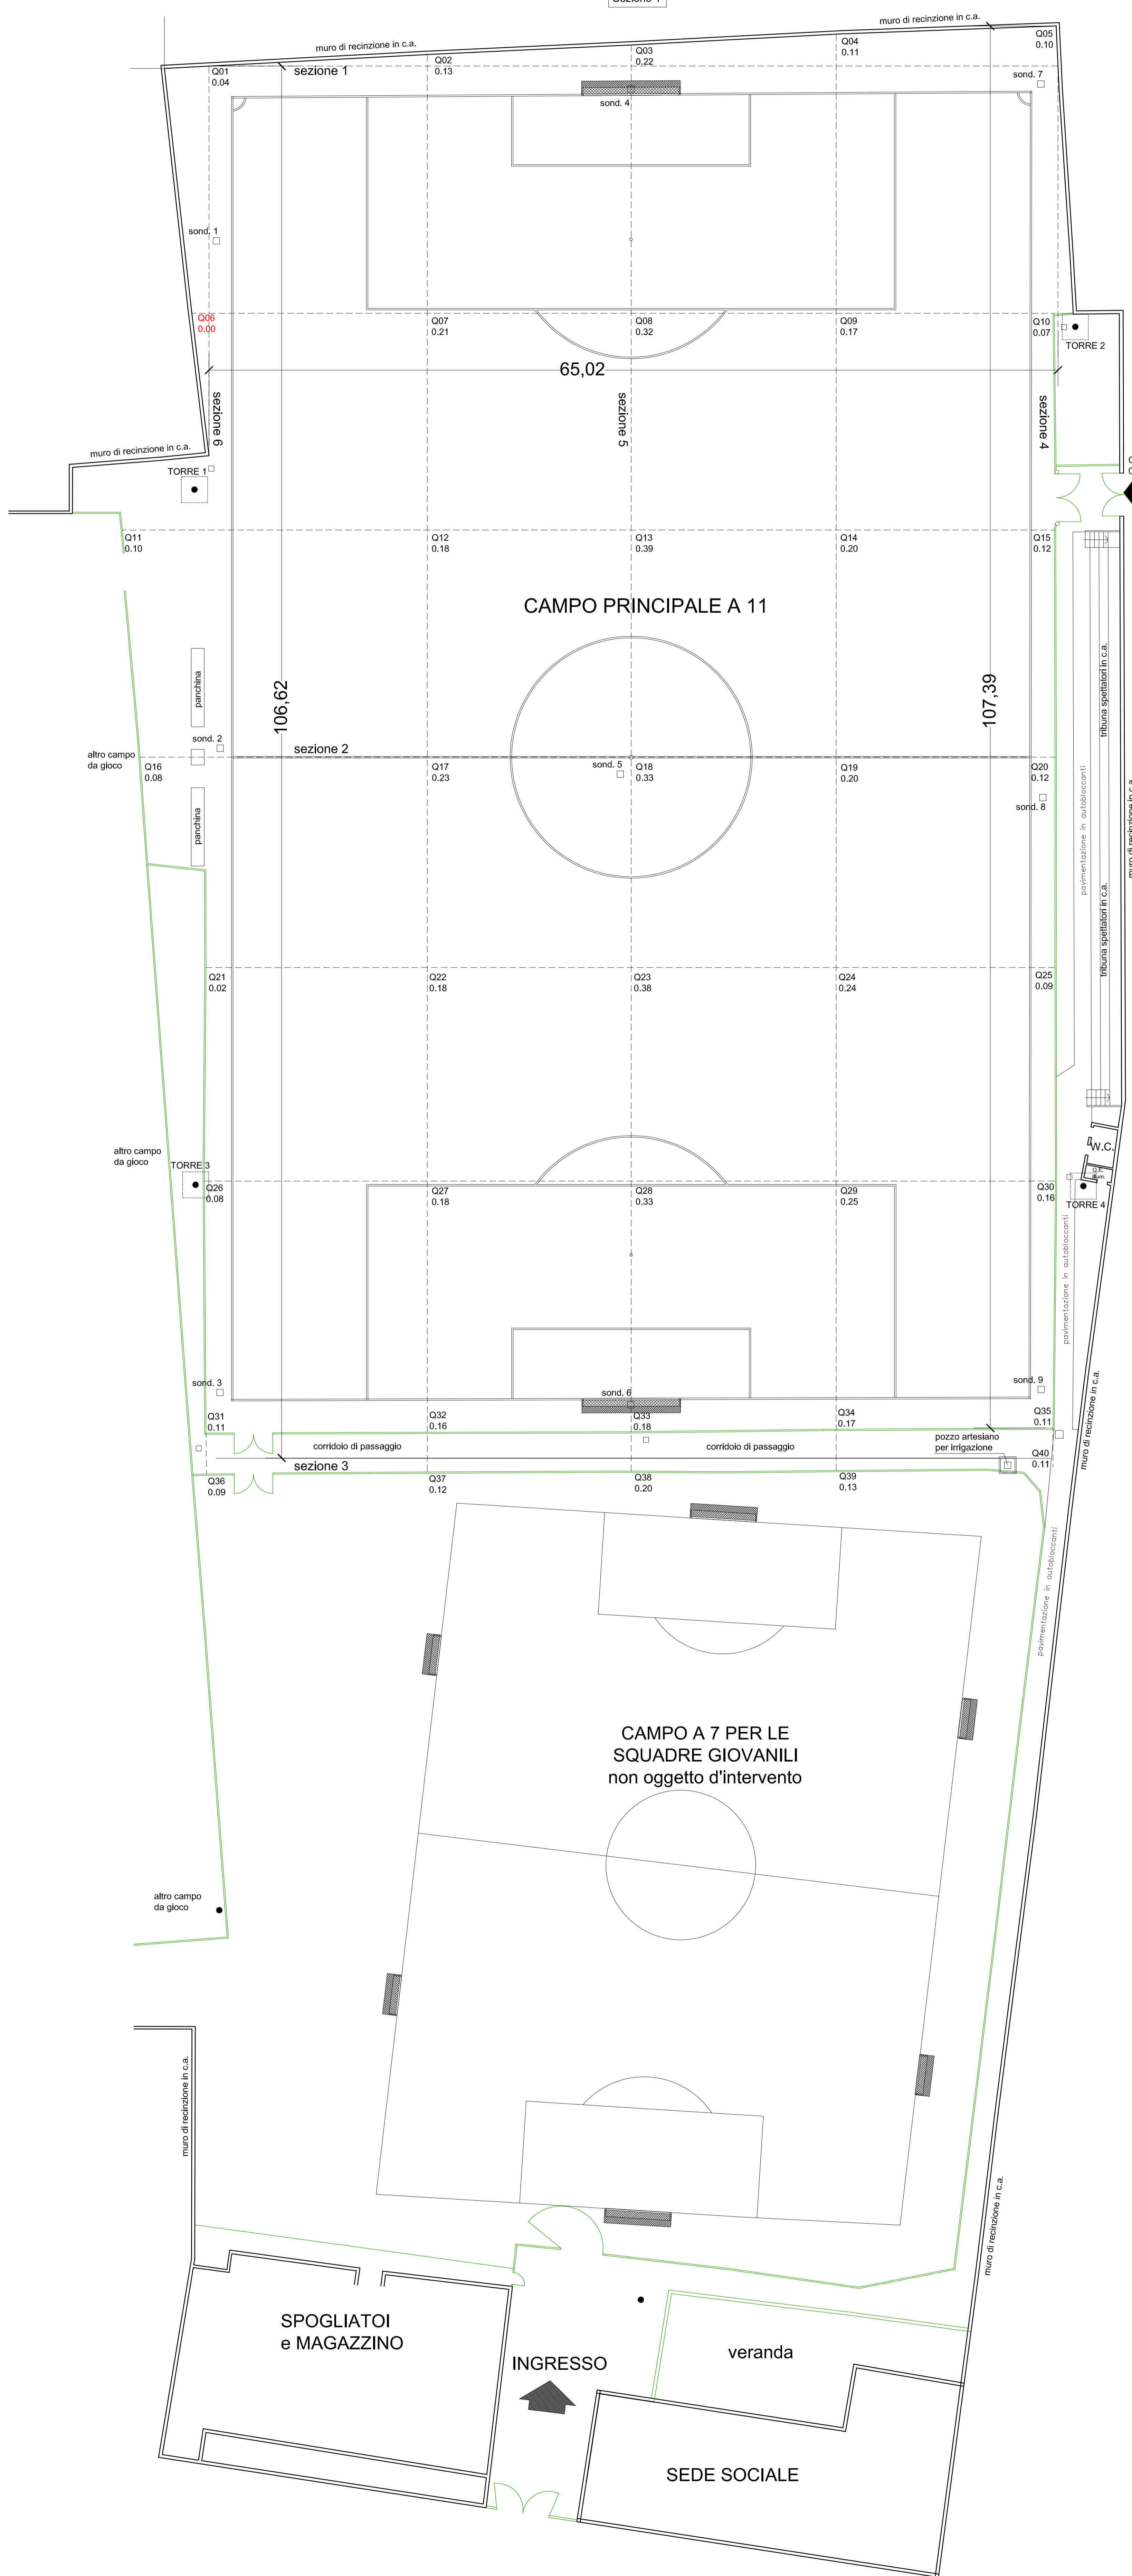 muro di recinzione in c.a.
muro di recinzione in c.a.
Q05
0.10
Q04
0.11
Q03
0.22
Q02
0.13
Q01
0.04
sezione 1
sond. 7
sond. 4
sond. 1
Q06
0.00
Q07
0.21
Q08
0.32
Q09
0.17
Q10
0.07
TORRE 2
65,02
sezione 6
sezione 5
sezione 4
muro di recinzione in c.a.
TORRE 1
Q11
0.10
Q12
0.18
Q13
0.39
Q14
0.20
Q15
0.12
CAMPO PRINCIPALE A 11
panchina
106,62
107,39
tribuna spettatori in c.a.
sond. 2
sezione 2
altro campo
da gioco
Q16
0.08
Q17
0.23
sond. 5
Q18
0.33
Q19
0.20
Q20
0.12
sond. 8
panchina
pavimentazione in autobloccanti
muro di recinzione in c.a.
tribuna spettatori in c.a.
Q21
0.02
Q22
0.18
Q23
0.38
Q24
0.24
Q25
0.09
altro campo
da gioco
W.C.
TORRE 3
Q26
0.08
Q27
0.18
Q28
0.33
Q29
0.25
Q30
0.16
TORRE 4
pavimentazione in autobloccanti
sond. 3
sond. 6
sond. 9
muro di recinzione in c.a.
Q31
0.11
Q32
0.16
Q33
0.18
Q34
0.17
Q35
0.11
corridoio di passaggio
corridoio di passaggio
pozzo artesiano
per irrigazione
sezione 3
Q40
0.11
Q36
0.09
Q37
0.12
Q38
0.20
Q39
0.13
pavimentazione in autobloccanti
CAMPO A 7 PER LE
SQUADRE GIOVANILI
non oggetto d'intervento
altro campo
da gioco
muro di recinzione in c.a.
muro di recinzione in c.a.
SPOGLIATOI
e MAGAZZINO
INGRESSO
veranda
SEDE SOCIALE